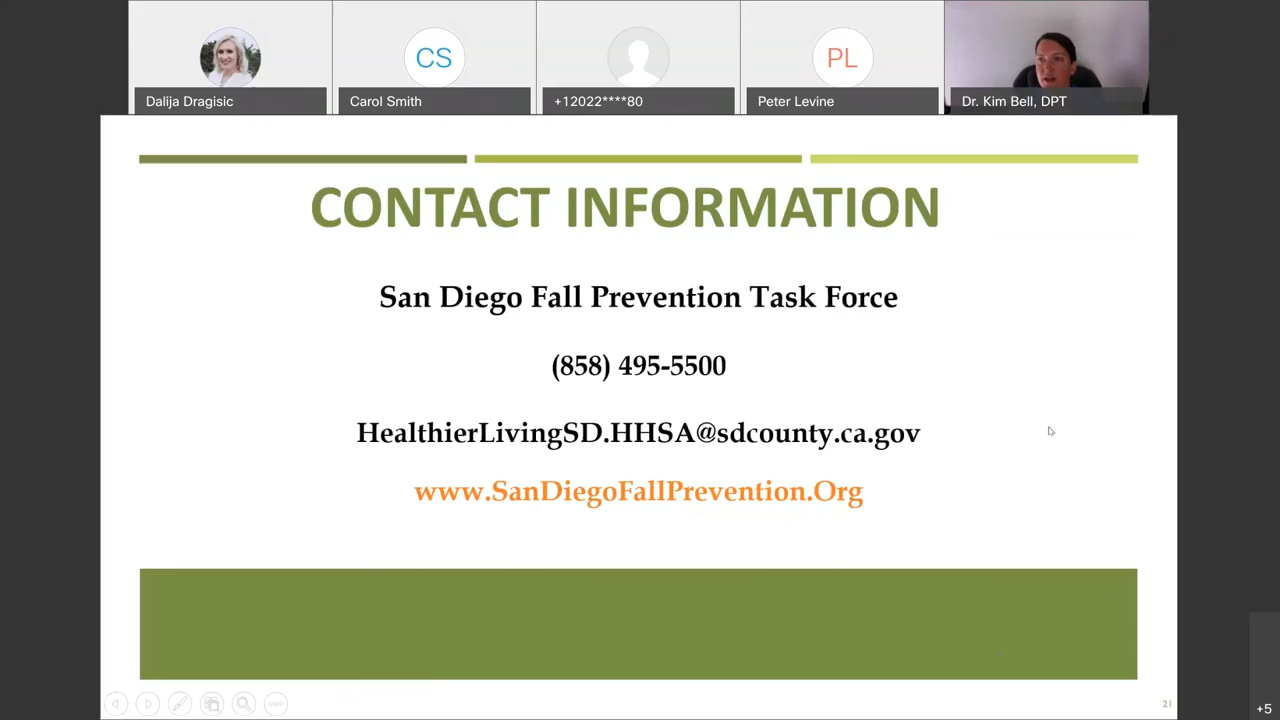 CS
PL
Dalija Dragisic
Carol Smith
+12022****80
Peter Levine
Dr. Kim Bell, DPT
CONTACT INFORMATION
San Diego Fall Prevention Task Force
(858) 495-5500
HealthierLivingSD.HHSA@sdcounty.ca.gov
www.SanDiegoFallPrevention.Org
21
+5